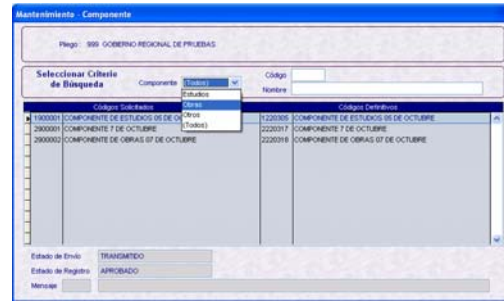 Mantenimiento - Componente
Pliego : 999 GOBIERNO REGIONAL DE PRUEBAS
Seleccionar Criterio de Búsqueda
Componente (Todos)
Estudios
Obras
Otros
(Todos)
Código
Nombre
Códigos Solicitados Códigos Definitivos
1900001 COMPONENTE DE ESTUDIOS 05 DE 1220305 COMPONENTE DE ESTUDIOS 05 DE OCTUBRE
2900001 COMPONENTE 7 DE OCTUBRE 2220317 COMPONENTE 7 DE OCTUBRE
2900002 COMPONENTE DE OBRAS 07 DE OCTUBRE 2220318 COMPONENTE DE OBRAS 07 DE OCTUBRE
Estado de Envío TRANSMITIDO
Estado de Registro APROBADO
Mensaje